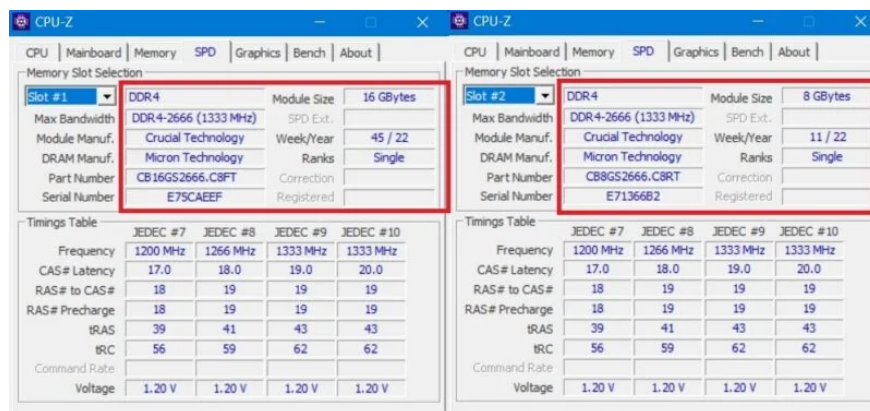 CPU-Z
CPU Mainboard Memory SPD Graphics Bench About
Memory Slot Selection
Slot #1 DDR4 Module Size 16 GBytes
Max Bandwidth DDR4-2666 (1333 MHz) SPD Ext.
Module Manuf. Crucial Technology Week/Year 45 / 22
DRAM Manuf. Micron Technology Ranks Single
Part Number CB16GS2666.C8FT Correction
Serial Number E75CAEEF Registered
Timings Table
JEDEC #7 JEDEC #8 JEDEC #9 JEDEC #10
Frequency 1200 MHz 1266 MHz 1333 MHz 1333 MHz
CAS# Latency 17.0 18.0 19.0 20.0
RAS# to CAS# 18 19 19 19
RAS# Precharge 18 19 19 19
tRAS 39 41 43 43
tRC 56 59 62 62
Command Rate
Voltage 1.20 V 1.20 V 1.20 V 1.20 V
CPU-Z
CPU Mainboard Memory SPD Graphics Bench About
Memory Slot Selection
Slot #2 DDR4 Module Size 8 GBytes
Max Bandwidth DDR4-2666 (1333 MHz) SPD Ext.
Module Manuf. Crucial Technology Week/Year 11 / 22
DRAM Manuf. Micron Technology Ranks Single
Part Number CB8GS2666.C8RT Correction
Serial Number E71366B2 Registered
Timings Table
JEDEC #7 JEDEC #8 JEDEC #9 JEDEC #10
Frequency 1200 MHz 1266 MHz 1333 MHz 1333 MHz
CAS# Latency 17.0 18.0 19.0 20.0
RAS# to CAS# 18 19 19 19
RAS# Precharge 18 19 19 19
tRAS 39 41 43 43
tRC 56 59 62 62
Command Rate
Voltage 1.20 V 1.20 V 1.20 V 1.20 V